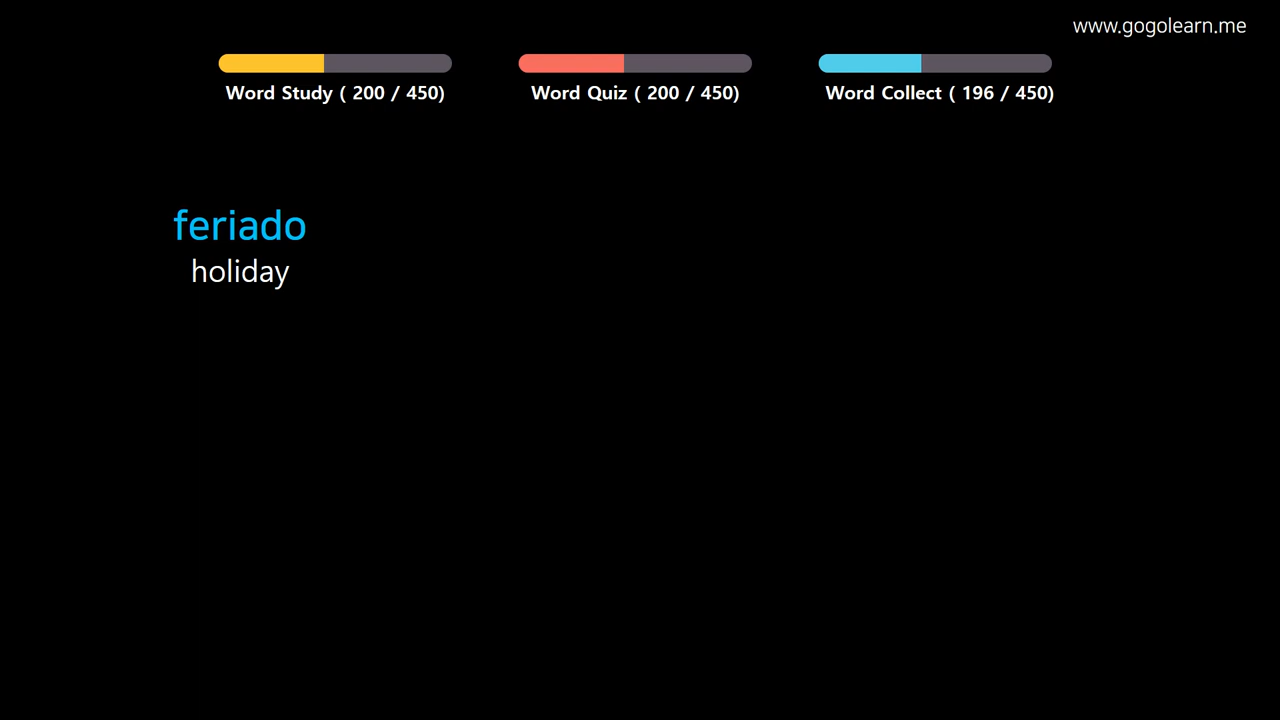 www.gogolearn.me
Word Study ( 200 / 450)
Word Quiz ( 200 / 450)
Word Collect ( 196 / 450)
feriado
holiday